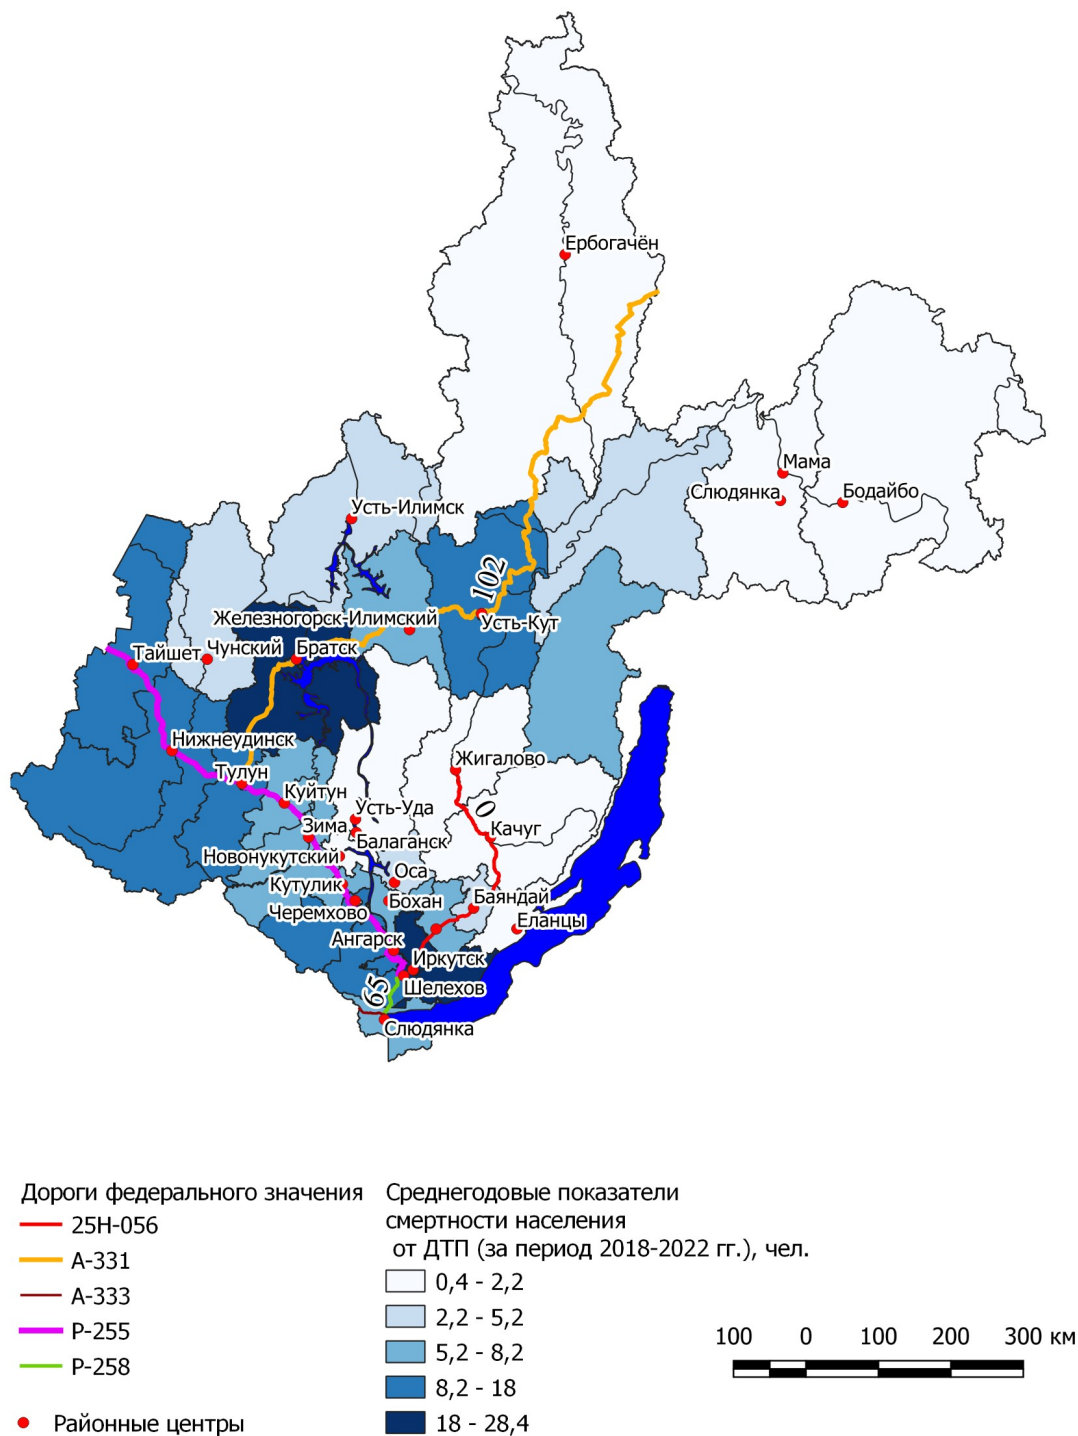 Ербогачён
Мама
Слюдянка
Бодайбо
Усть-Илимск
102
Железногорск-Илимский
Усть-Кут
Тайшет
Чунский
Братск
Нижнеудинск
Жигалово
Тулун
Куйтун
0
Усть-Уда
Зима
Качуг
Балаганск
Новонукутский
Оса
Кутулик
Бохан
Баяндай
Черемхово
Еланцы
Ангарск
Иркутск
65
Шелехов
Слюдянка
Дороги федерального значения
25Н-056
А-331
А-333
Р-255
Р-258
Районные центры
Среднегодовые показатели
смертности населения
от ДТП (за период 2018-2022 гг.), чел.
0,4 - 2,2
2,2 - 5,2
5,2 - 8,2
8,2 - 18
18 - 28,4
100 0 100 200 300 км